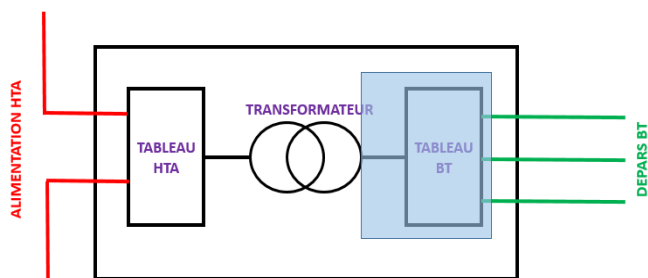 ALIMENTATION HTA
TABLEAU
HTA
TRANSFORMATEUR
TABLEAU
BT
DEPARS BT